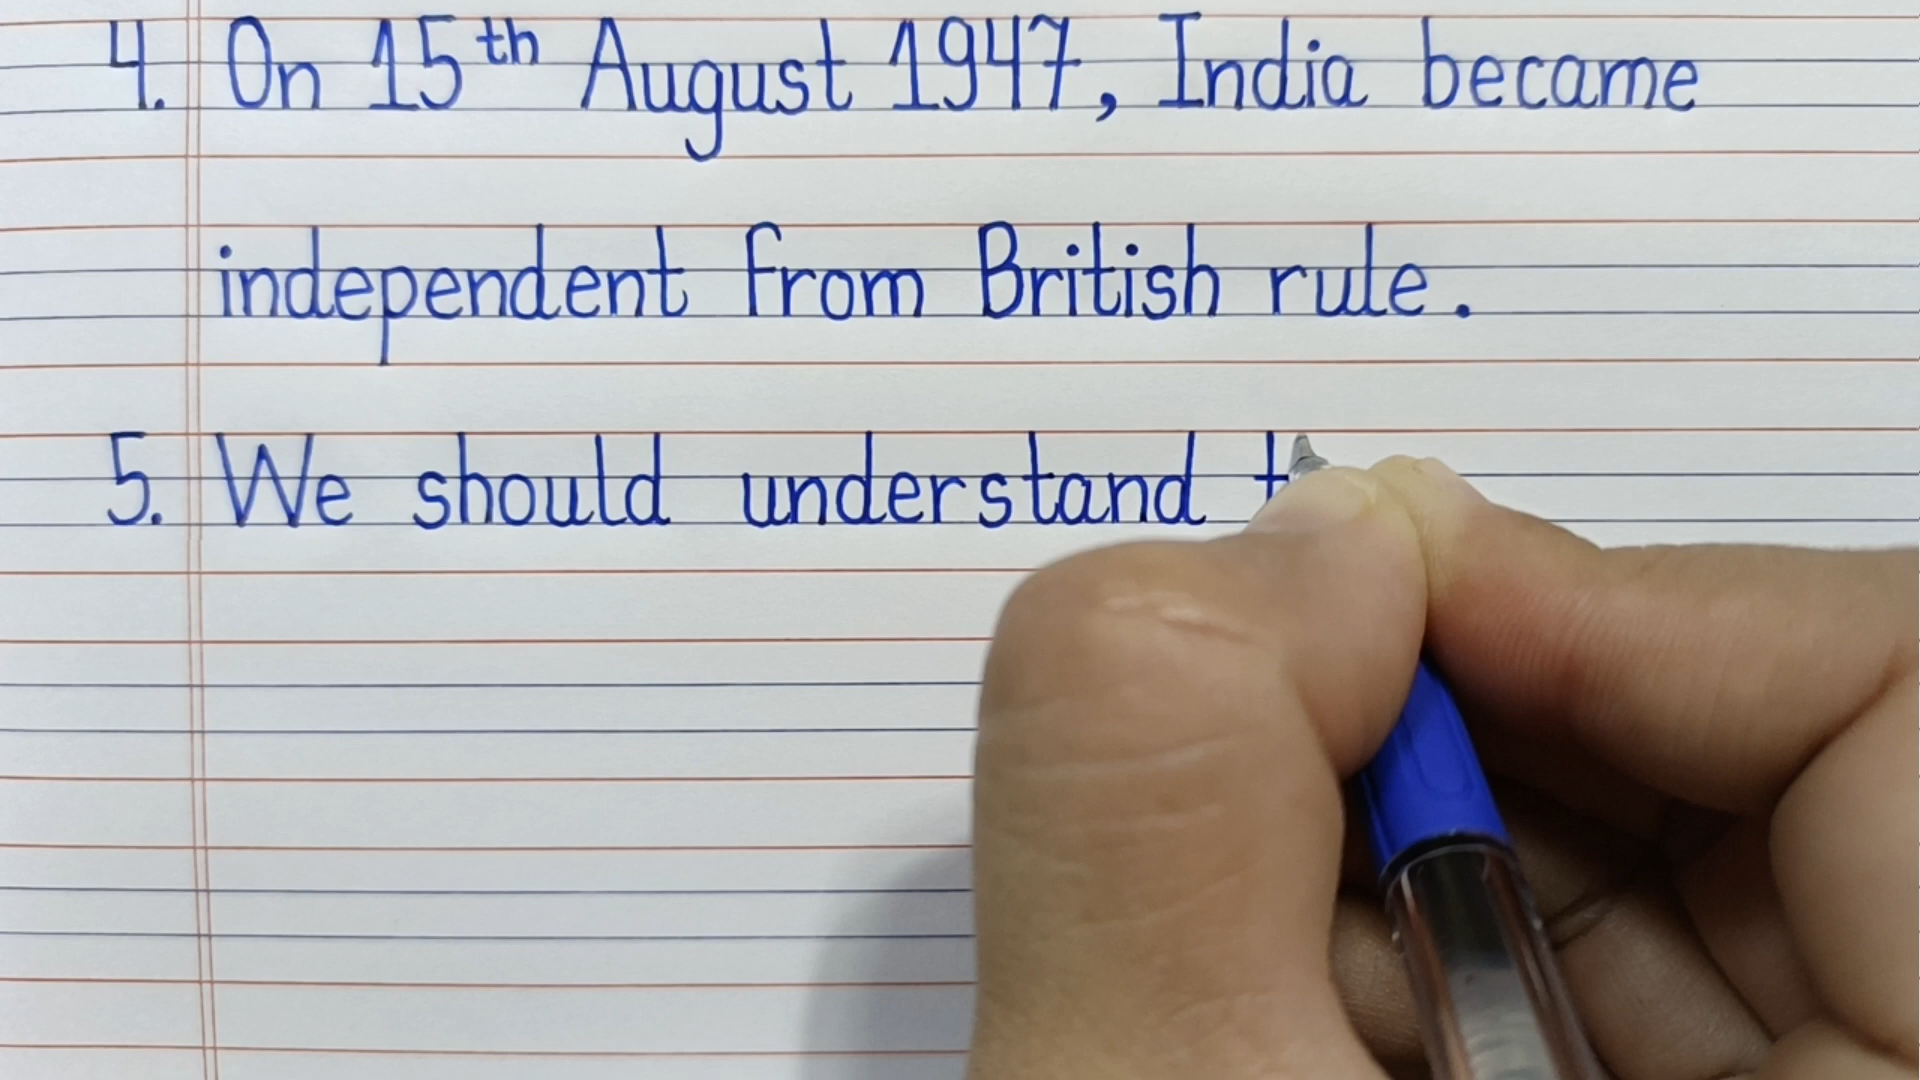 4. On 15th August 1947, India became
independent from British rule.
5. We should understand t